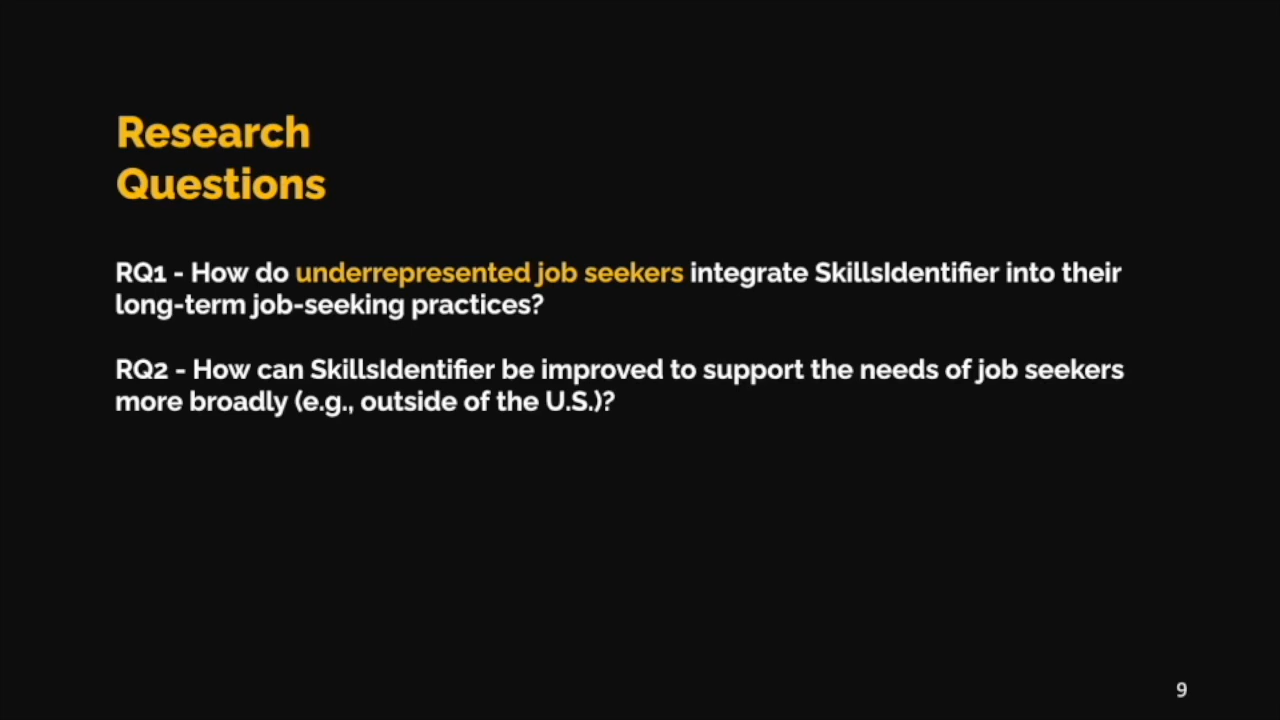 Research
Questions
RQ1 - How do underrepresented job seekers integrate SkillsIdentifier into their
long-term job-seeking practices?
RQ2 - How can SkillsIdentifier be improved to support the needs of job seekers
more broadly (e.g., outside of the U.S.)?
9